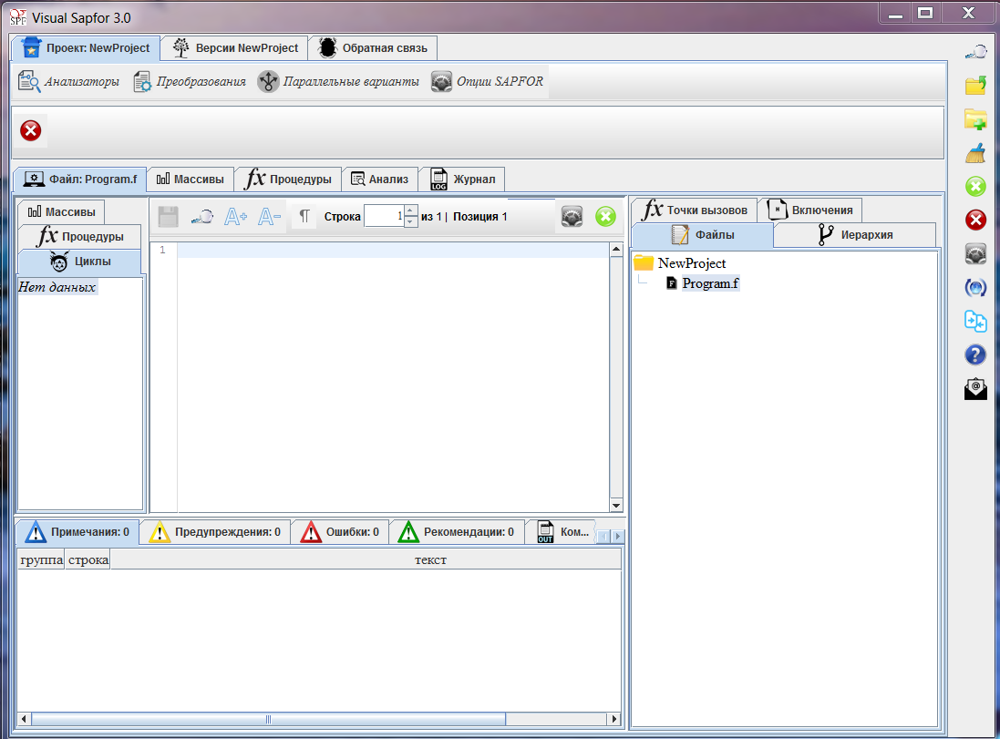 SPF Visual Sapfor 3.0
Проект: NewProject Версии NewProject Обратная связь
Анализаторы Преобразования Параллельные варианты Опции SAPFOR
Файл: Program.f Массивы fx Процедуры Анализ LOG Журнал
Массивы
fx Процедуры
Циклы
Нет данных
A+ A- ¶ Строка 1 из 1 | Позиция 1
1
fx Точки вызовов H Включения
Файлы Иерархия
NewProject
F Program.f
Примечания: 0 Предупреждения: 0 Ошибки: 0 Рекомендации: 0 OUT Ком...
группа строка текст